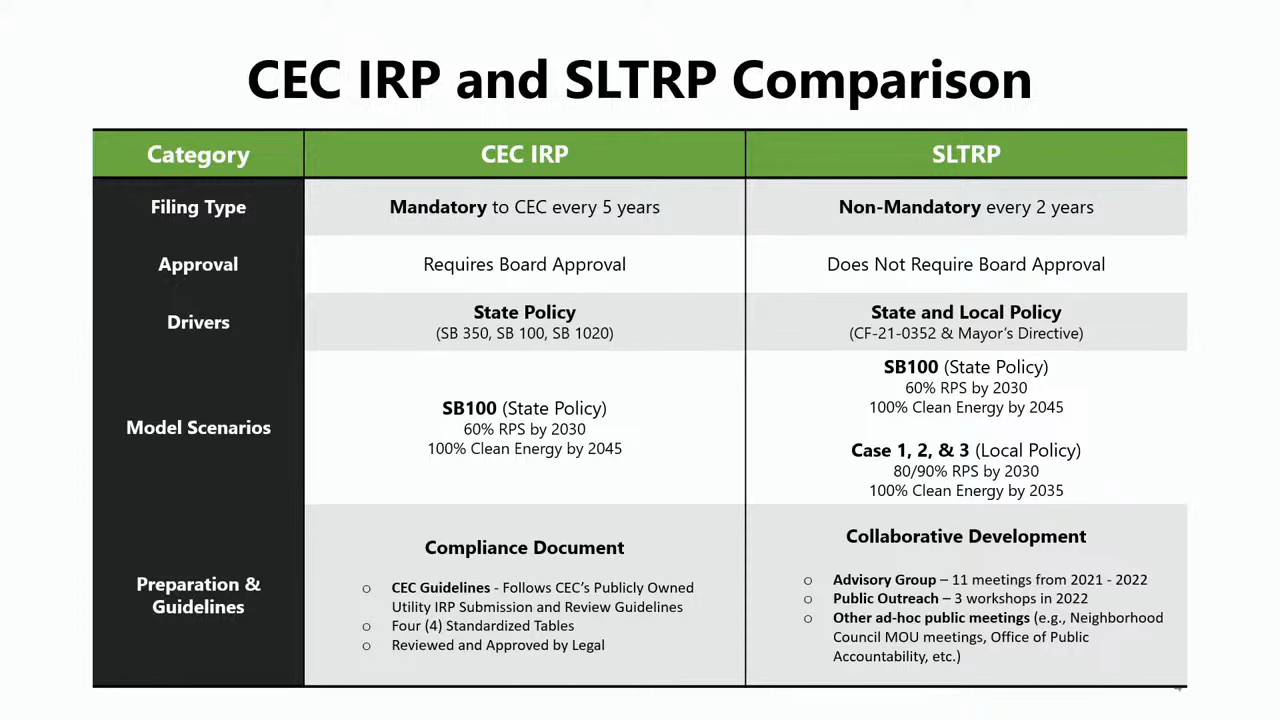 CEC IRP and SLTRP Comparison
Category
CEC IRP
SLTRP
Filing Type
Mandatory to CEC every 5 years
Non-Mandatory every 2 years
Approval
Requires Board Approval
Does Not Require Board Approval
Drivers
State Policy
(SB 350, SB 100, SB 1020)
State and Local Policy
(CF-21-0352 & Mayor's Directive)
Model Scenarios
SB100 (State Policy)
60% RPS by 2030
100% Clean Energy by 2045
SB100 (State Policy)
60% RPS by 2030
100% Clean Energy by 2045
Case 1, 2, & 3 (Local Policy)
80/90% RPS by 2030
100% Clean Energy by 2035
Preparation &
Guidelines
Compliance Document
o CEC Guidelines - Follows CEC's Publicly Owned
Utility IRP Submission and Review Guidelines
o Four (4) Standardized Tables
o Reviewed and Approved by Legal
Collaborative Development
o Advisory Group – 11 meetings from 2021 - 2022
o Public Outreach – 3 workshops in 2022
o Other ad-hoc public meetings (e.g., Neighborhood
Council MOU meetings, Office of Public
Accountability, etc.)